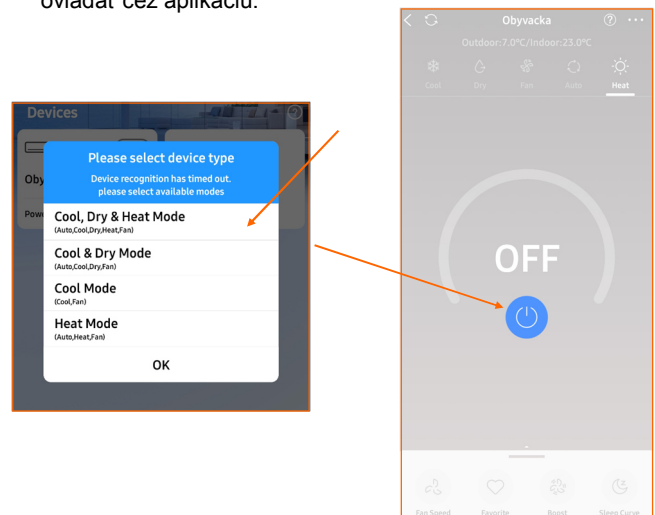 ovládať cez aplikáciu.
Devices
Oby
Powe
Please select device type
Device recognition has timed out.
please select available modes
Cool, Dry & Heat Mode
(Auto,Cool,Dry,Heat,Fan)
Cool & Dry Mode
(Auto,Cool,Dry,Fan)
Cool Mode
(Cool,Fan)
Heat Mode
(Auto,Heat,Fan)
OK
Obyvacka
Outdoor:7.0°C/Indoor:23.0°C
Cool Dry Fan Auto Heat
OFF
Fan Speed Favorite Boost Sleep Curve